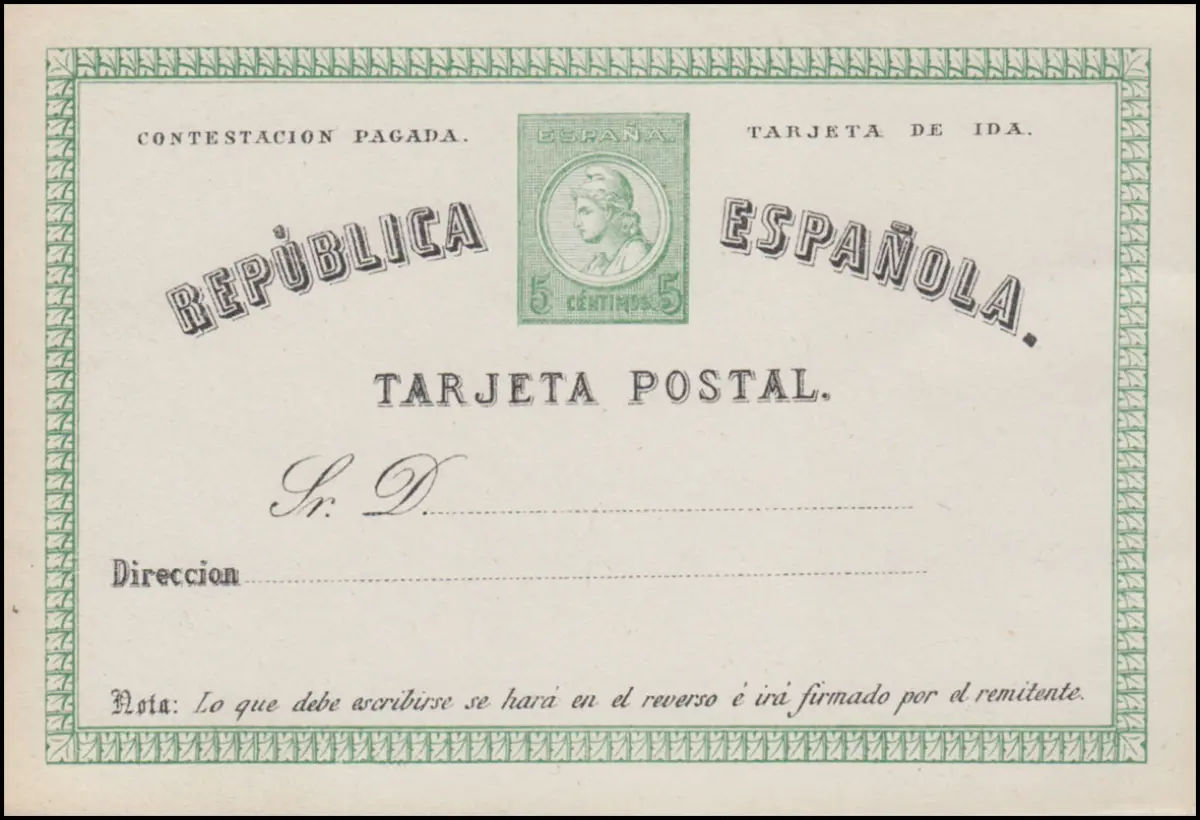 CONTESTACION PAGADA.
TARJETA DE IDA.
ESPAÑA.
REPÚBLICA ESPAÑOLA.
5 CÉNTIMOS. 5
TARJETA POSTAL.
Sr. D.
Direccion
Nota: Lo que debe escribirse se hará en el reverso é irá firmado por el remitente.